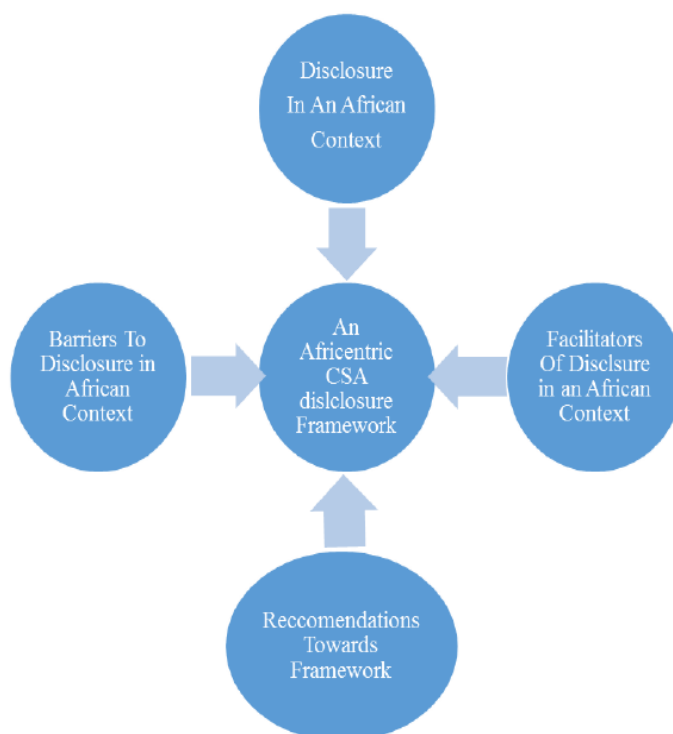 Disclosure
In An African
Context
Barriers To
Disclosure in
African
Context
An
Africentric
CSA
dislclosure
Framework
Facilitators
Of Disclsure
in an African
Context
Reccomendations
Towards
Framework